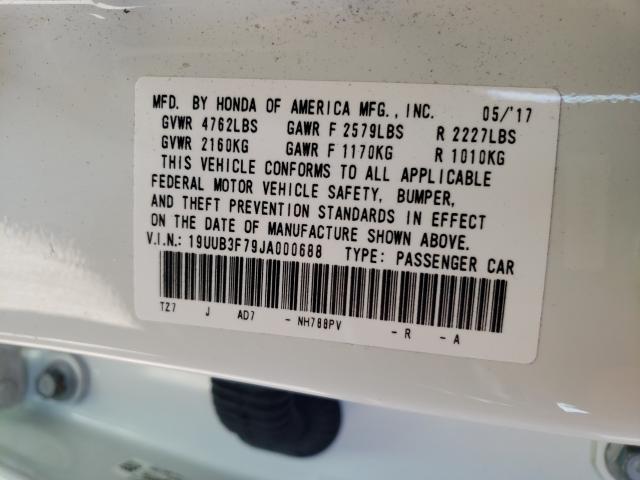 MFD. BY HONDA OF AMERICA MFG., INC. 05/'17
GVWR 4762LBS GAWR F 2579LBS R 2227LBS
GVWR 2160KG GAWR F 1170KG R 1010KG
THIS VEHICLE CONFORMS TO ALL APPLICABLE
FEDERAL MOTOR VEHICLE SAFETY, BUMPER,
AND THEFT PREVENTION STANDARDS IN EFFECT
ON THE DATE OF MANUFACTURE SHOWN ABOVE.
V.I.N.: 19UUB3F79JA000688 TYPE: PASSENGER CAR
TZ7 J AD7 - NH788PV - R - A